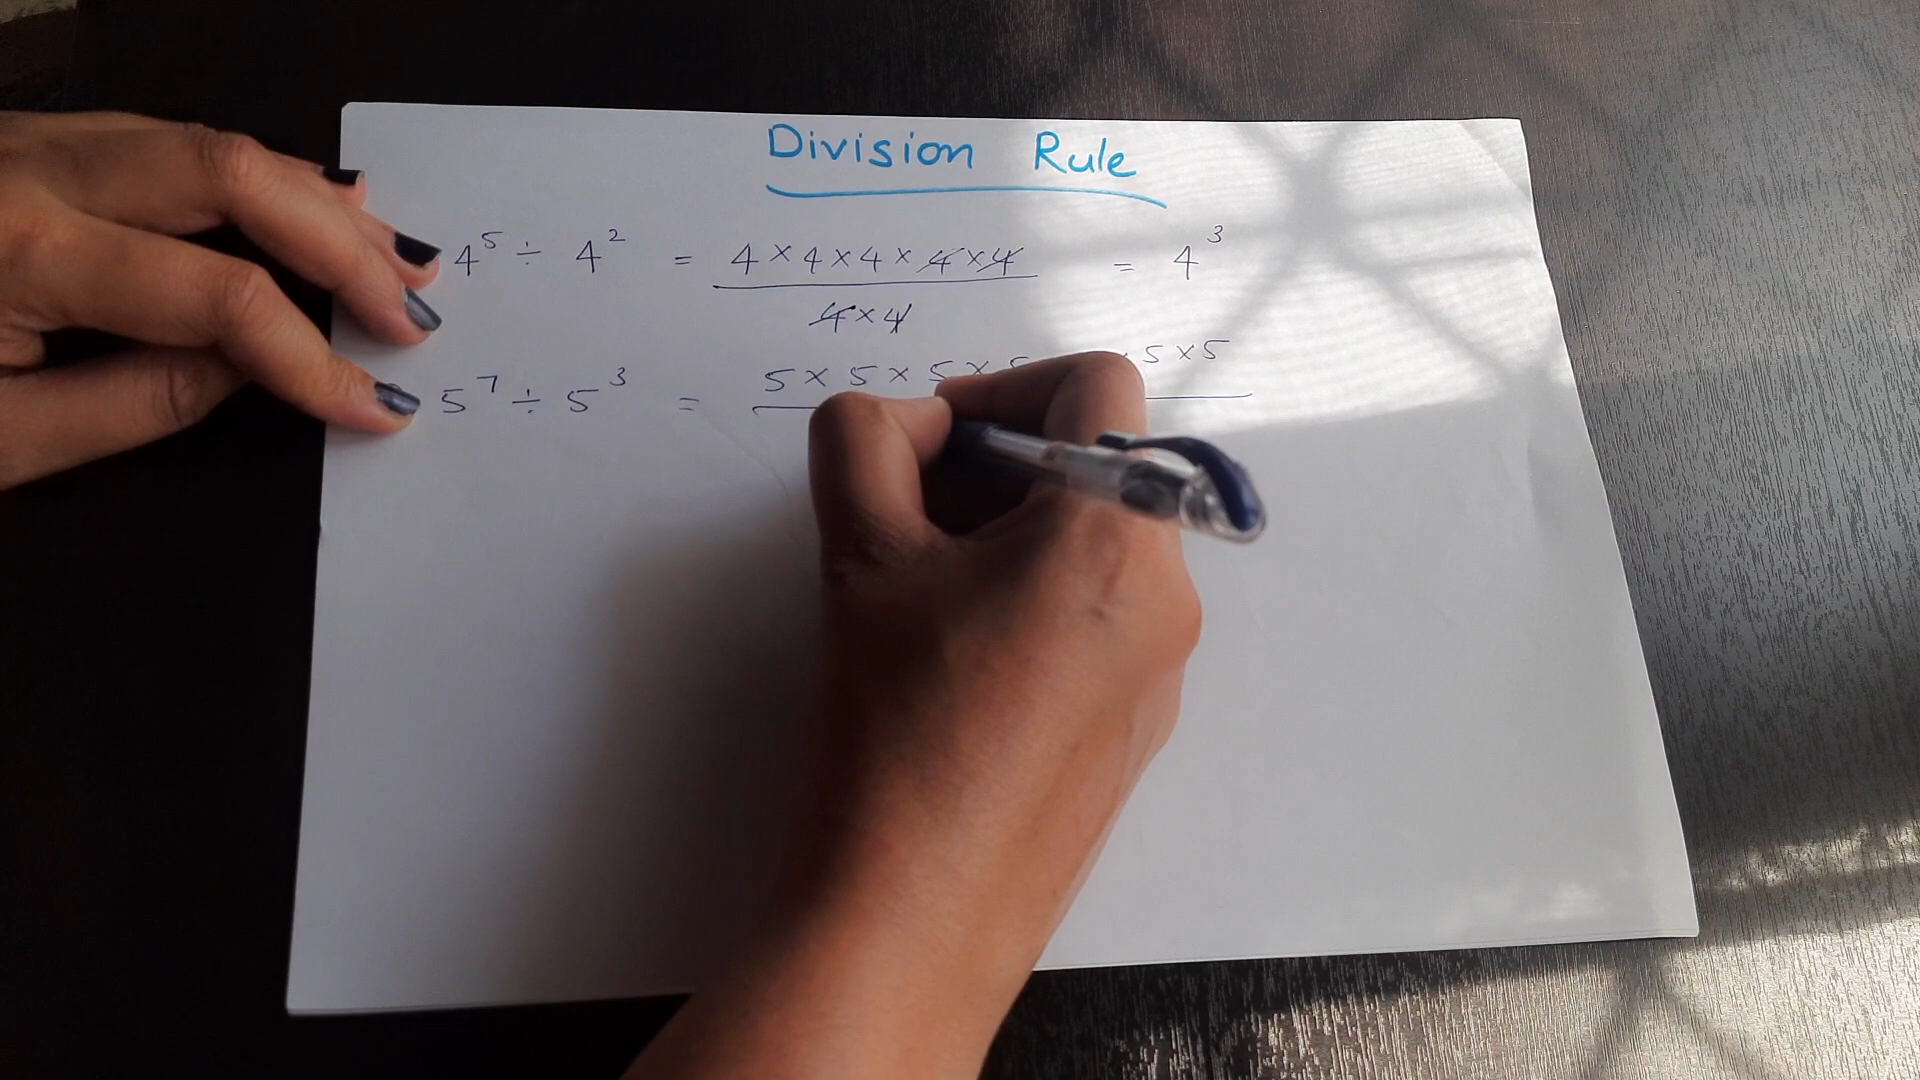 Division Rule
4⁵ ÷ 4² = 4 × 4 × 4 × 4 × 4 = 4³
4 × 4
5⁷ ÷ 5³ = 5 × 5 × 5 × 5 × 5 × 5